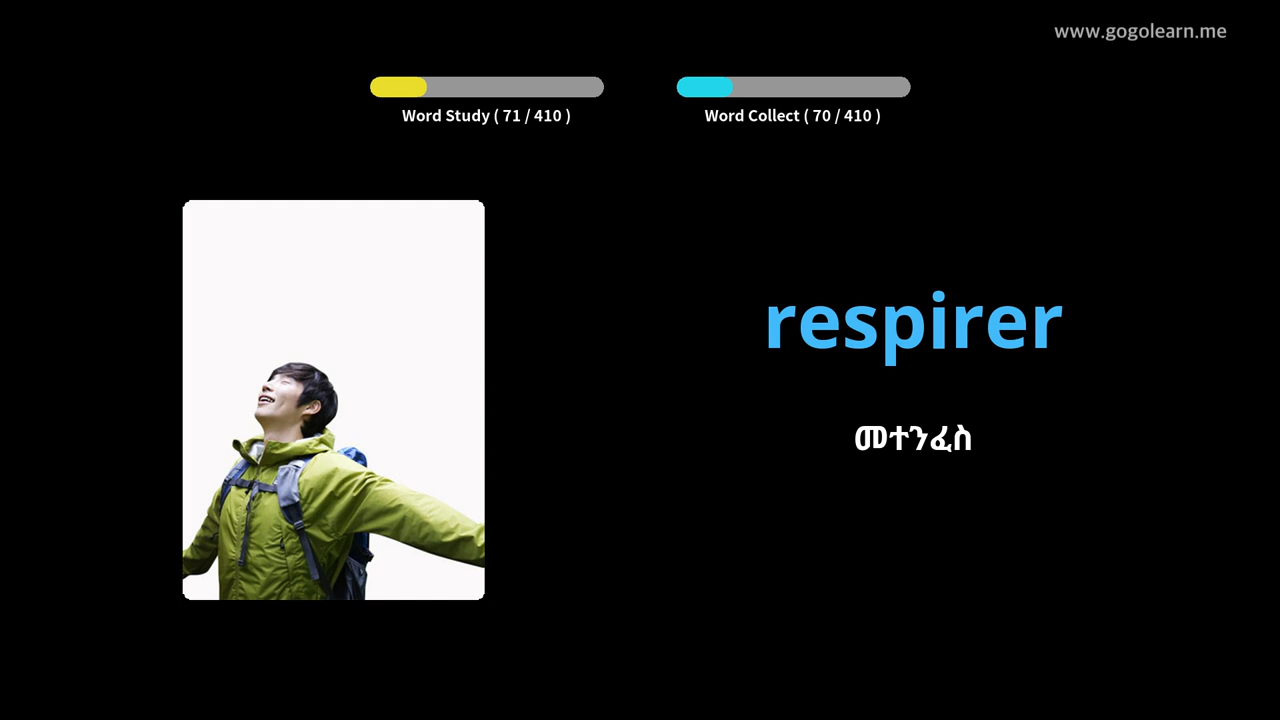 www.gogolearn.me
Word Study ( 71 / 410 )
Word Collect ( 70 / 410 )
respirer
መተንፈስ